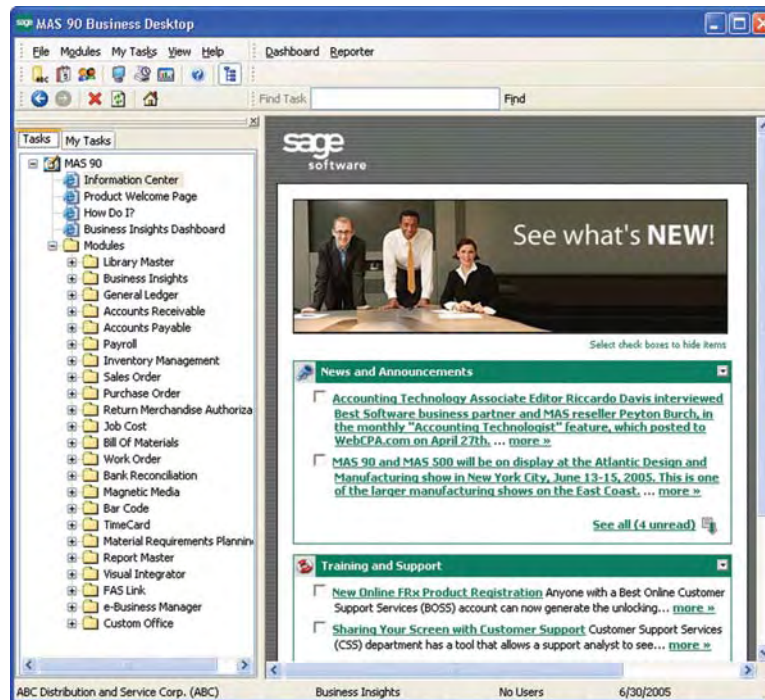 sage MAS 90 Business Desktop
File Modules My Tasks View Help Dashboard Reporter
Find Task Find
Tasks My Tasks
MAS 90
Information Center
Product Welcome Page
How Do I?
Business Insights Dashboard
Modules
Library Master
Business Insights
General Ledger
Accounts Receivable
Accounts Payable
Payroll
Inventory Management
Sales Order
Purchase Order
Return Merchandise Authoriza
Job Cost
Bill Of Materials
Work Order
Bank Reconciliation
Magnetic Media
Bar Code
TimeCard
Material Requirements Plannin
Report Master
Visual Integrator
FAS Link
e-Business Manager
Custom Office
sage
software
See what's NEW!
Select check boxes to hide items
News and Announcements
Accounting Technology Associate Editor Riccardo Davis interviewed
Best Software business partner and MAS reseller Peyton Burch, in
the monthly "Accounting Technologist" feature, which posted to
WebCPA.com on April 27th. ... more »
MAS 90 and MAS 500 will be on display at the Atlantic Design and
Manufacturing show in New York City, June 13-15, 2005. This is one
of the larger manufacturing shows on the East Coast. ... more »
See all (4 unread)
Training and Support
New Online FRx Product Registration Anyone with a Best Online Customer
Support Services (BOSS) account can now generate the unlocking... more »
Sharing Your Screen with Customer Support Customer Support Services
(CSS) department has a tool that allows a support analyst to see... more »
ABC Distribution and Service Corp. (ABC) Business Insights No Users 6/30/2005